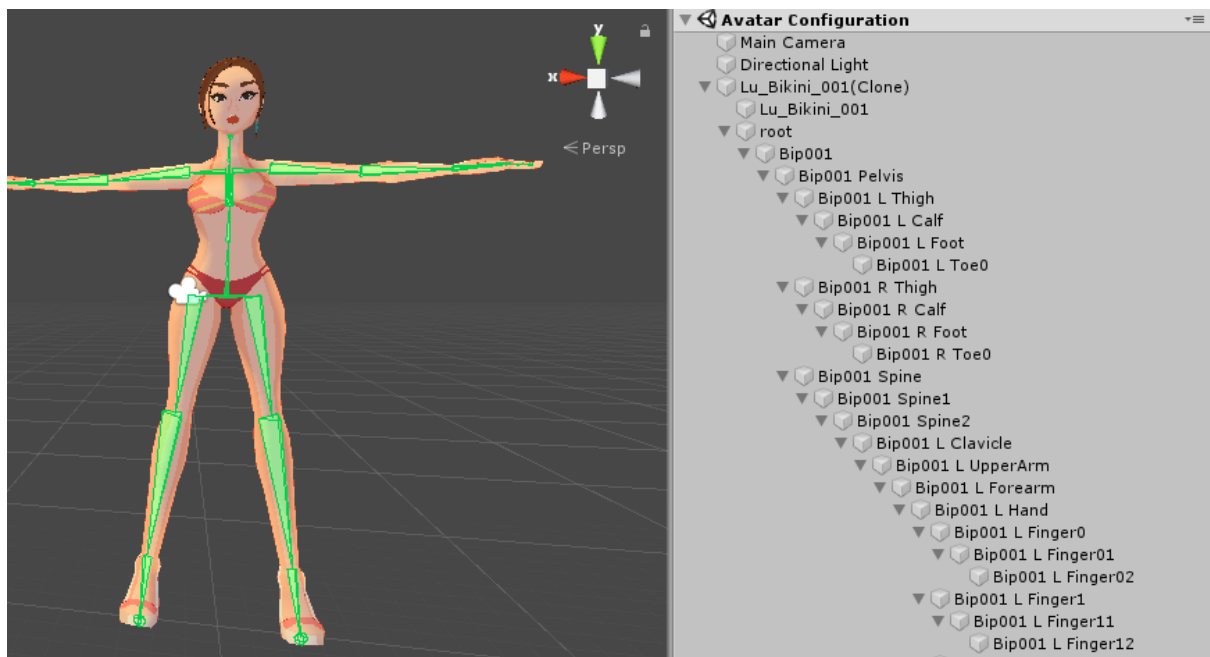 y
x
Persp
Avatar Configuration
Main Camera
Directional Light
Lu_Bikini_001(Clone)
Lu_Bikini_001
root
Bip001
Bip001 Pelvis
Bip001 L Thigh
Bip001 L Calf
Bip001 L Foot
Bip001 L Toe0
Bip001 R Thigh
Bip001 R Calf
Bip001 R Foot
Bip001 R Toe0
Bip001 Spine
Bip001 Spine1
Bip001 Spine2
Bip001 L Clavicle
Bip001 L UpperArm
Bip001 L Forearm
Bip001 L Hand
Bip001 L Finger0
Bip001 L Finger01
Bip001 L Finger02
Bip001 L Finger1
Bip001 L Finger11
Bip001 L Finger12